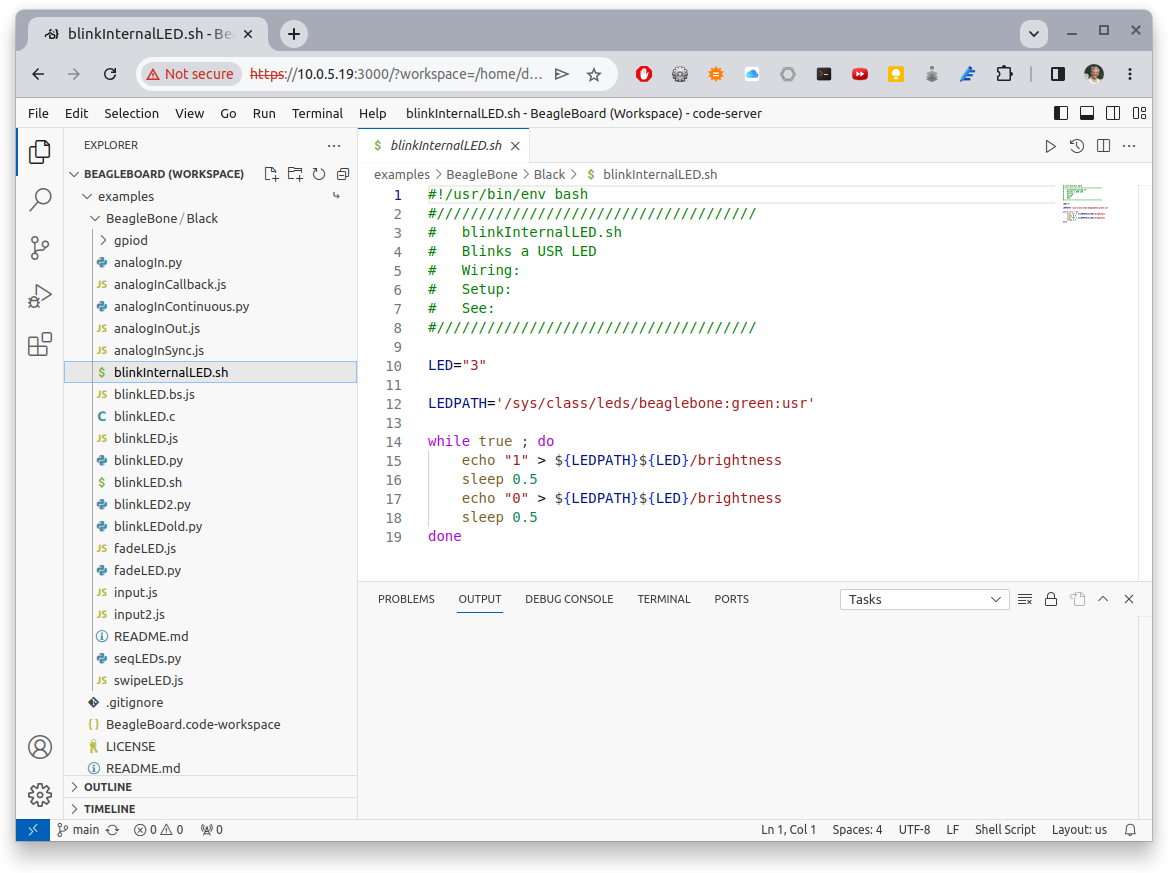 blinkInternalLED.sh - Be
Not secure https://10.0.5.19:3000/?workspace=/home/d...
File Edit Selection View Go Run Terminal Help blinkInternalLED.sh - BeagleBoard (Workspace) - code-server
EXPLORER
BEAGLEBOARD (WORKSPACE)
examples
BeagleBone / Black
gpiod
analogIn.py
JS analogInCallback.js
analogInContinuous.py
JS analogInOut.js
JS analogInSync.js
$ blinkInternalLED.sh
JS blinkLED.bs.js
C blinkLED.c
JS blinkLED.js
blinkLED.py
$ blinkLED.sh
blinkLED2.py
blinkLEDold.py
JS fadeLED.js
fadeLED.py
JS input.js
JS input2.js
README.md
seqLEDs.py
JS swipeLED.js
.gitignore
{} BeagleBoard.code-workspace
LICENSE
README.md
OUTLINE
TIMELINE
$ blinkInternalLED.sh
examples > BeagleBone > Black > $ blinkInternalLED.sh
1 #!/usr/bin/env bash
2 #//////////////////////////////////////
3 #   blinkInternalLED.sh
4 #   Blinks a USR LED
5 #   Wiring:
6 #   Setup:
7 #   See:
8 #//////////////////////////////////////
9
10 LED="3"
11
12 LEDPATH='/sys/class/leds/beaglebone:green:usr'
13
14 while true ; do
15     echo "1" > ${LEDPATH}${LED}/brightness
16     sleep 0.5
17     echo "0" > ${LEDPATH}${LED}/brightness
18     sleep 0.5
19 done
PROBLEMS OUTPUT DEBUG CONSOLE TERMINAL PORTS Tasks
main 0 0 0 Ln 1, Col 1 Spaces: 4 UTF-8 LF Shell Script Layout: us